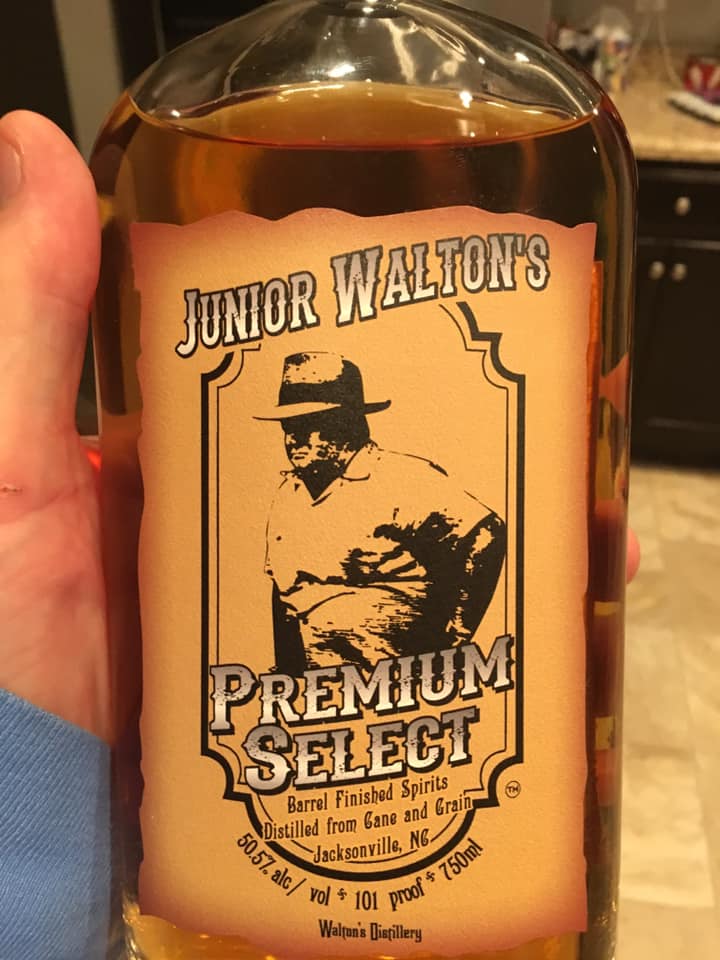 JUNIOR WALTON'S
PREMIUM
SELECT
Barrel Finished Spirits
Distilled from Cane and Grain
Jacksonville, NC
TM
50.5% alc / vol 101 proof 750ml
Walton's Distillery